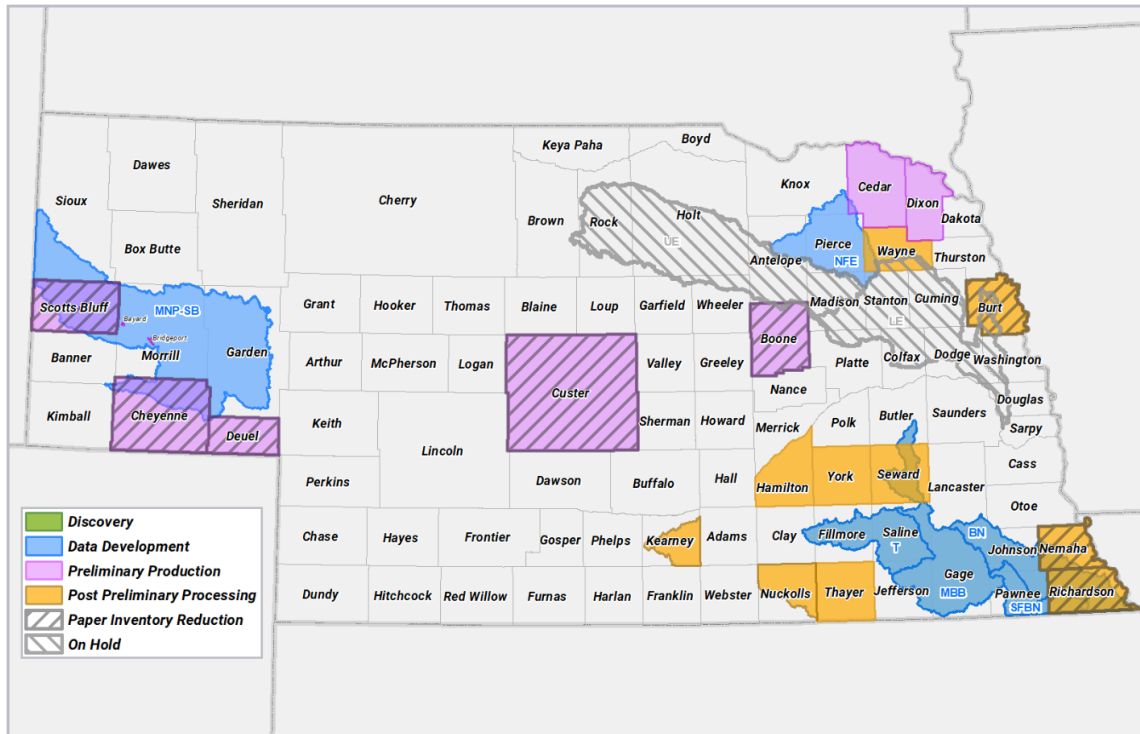 Boyd
Keya Paha
Dawes
Knox
Cedar
Sioux
Sheridan
Cherry
Dixon
Brown
Rock
Holt
Dakota
Box Butte
UE
Pierce
Wayne
Antelope
NFE
Thurston
Scotts Bluff
MNP-SB
Grant
Hooker
Thomas
Blaine
Loup
Garfield
Wheeler
Madison
Stanton
Cuming
Burt
Bayard
LE
Bridgeport
Boone
Banner
Morrill
Garden
Arthur
McPherson
Logan
Valley
Greeley
Platte
Colfax
Dodge
Washington
Custer
Nance
Kimball
Cheyenne
Deuel
Keith
Sherman
Howard
Merrick
Polk
Butler
Saunders
Douglas
Sarpy
Lincoln
Perkins
Dawson
Buffalo
Hall
Hamilton
York
Seward
Lancaster
Cass
Otoe
Discovery
Data Development
Preliminary Production
Post Preliminary Processing
Paper Inventory Reduction
On Hold
Chase
Hayes
Frontier
Gosper
Phelps
Kearney
Adams
Clay
Fillmore
Saline
T
BN
Johnson
Nemaha
Dundy
Hitchcock
Red Willow
Furnas
Harlan
Franklin
Webster
Nuckolls
Thayer
Jefferson
Gage
MBB
Pawnee
SFBN
Richardson